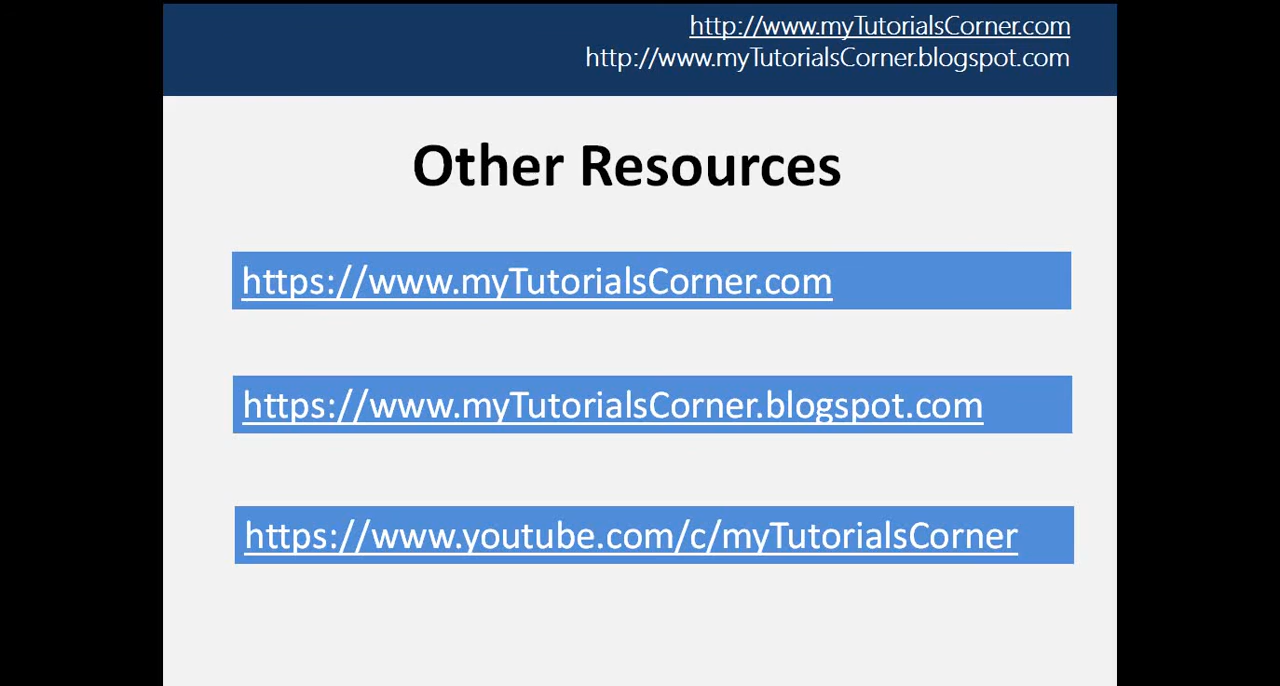 http://www.myTutorialsCorner.com
http://www.myTutorialsCorner.blogspot.com
Other Resources
https://www.myTutorialsCorner.com
https://www.myTutorialsCorner.blogspot.com
https://www.youtube.com/c/myTutorialsCorner